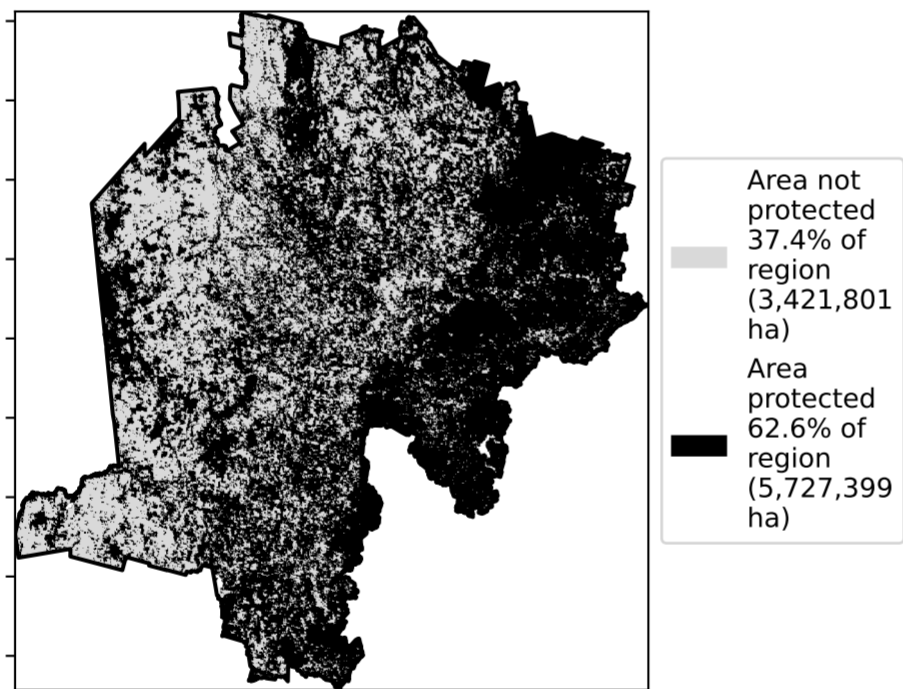 Area not
protected
37.4% of
region
(3,421,801
ha)
Area
protected
62.6% of
region
(5,727,399
ha)